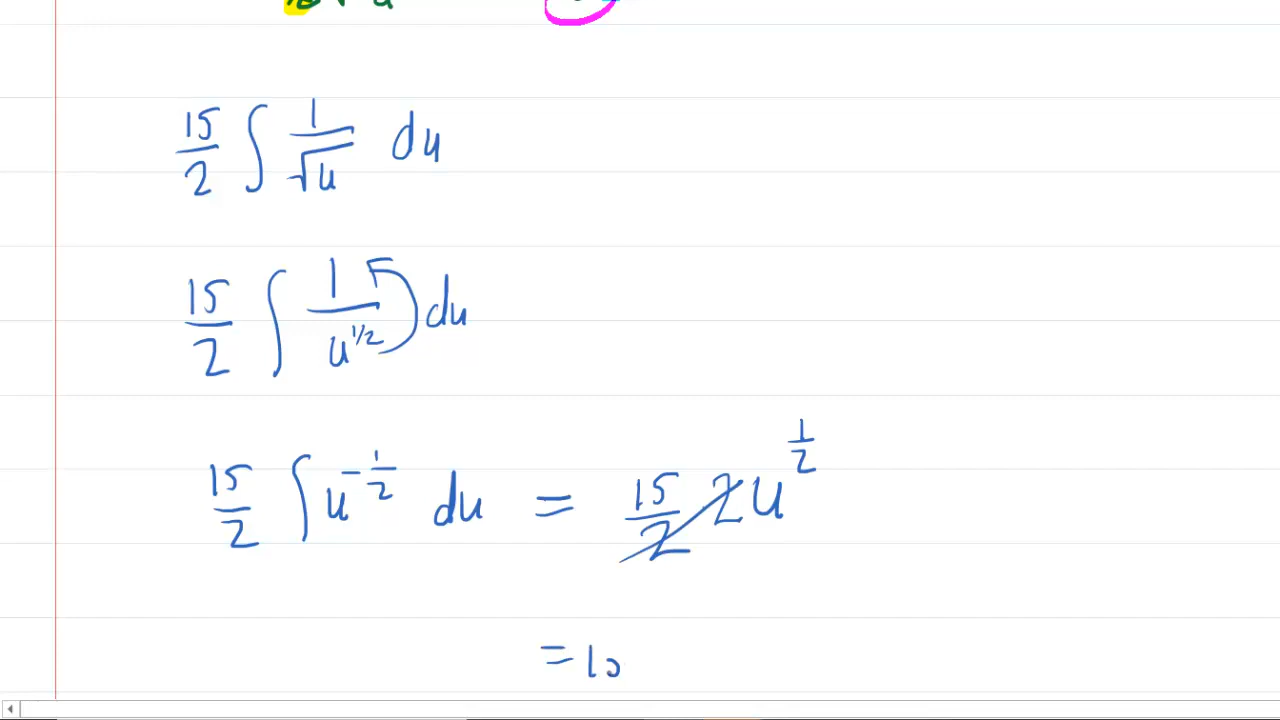 15/2 ∫ 1/√u du
15/2 ∫ 1/u^1/2 du
15/2 ∫ u^-1/2 du = 15/2 2u^1/2
= 15